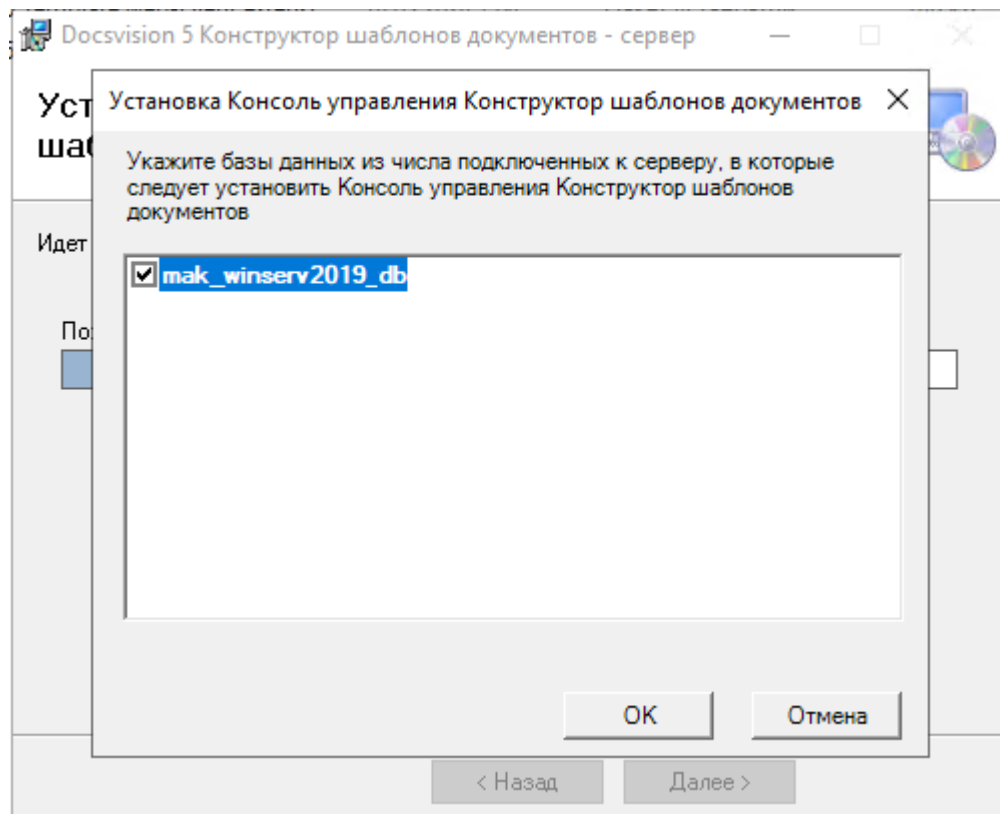 Docsvision 5 Конструктор шаблонов документов - сервер
Установка Консоль управления Конструктор шаблонов документов
Укажите базы данных из числа подключенных к серверу, в которые
следует установить Консоль управления Конструктор шаблонов
документов
Идет
mak_winserv2019_db
OK
Отмена
< Назад
Далее >